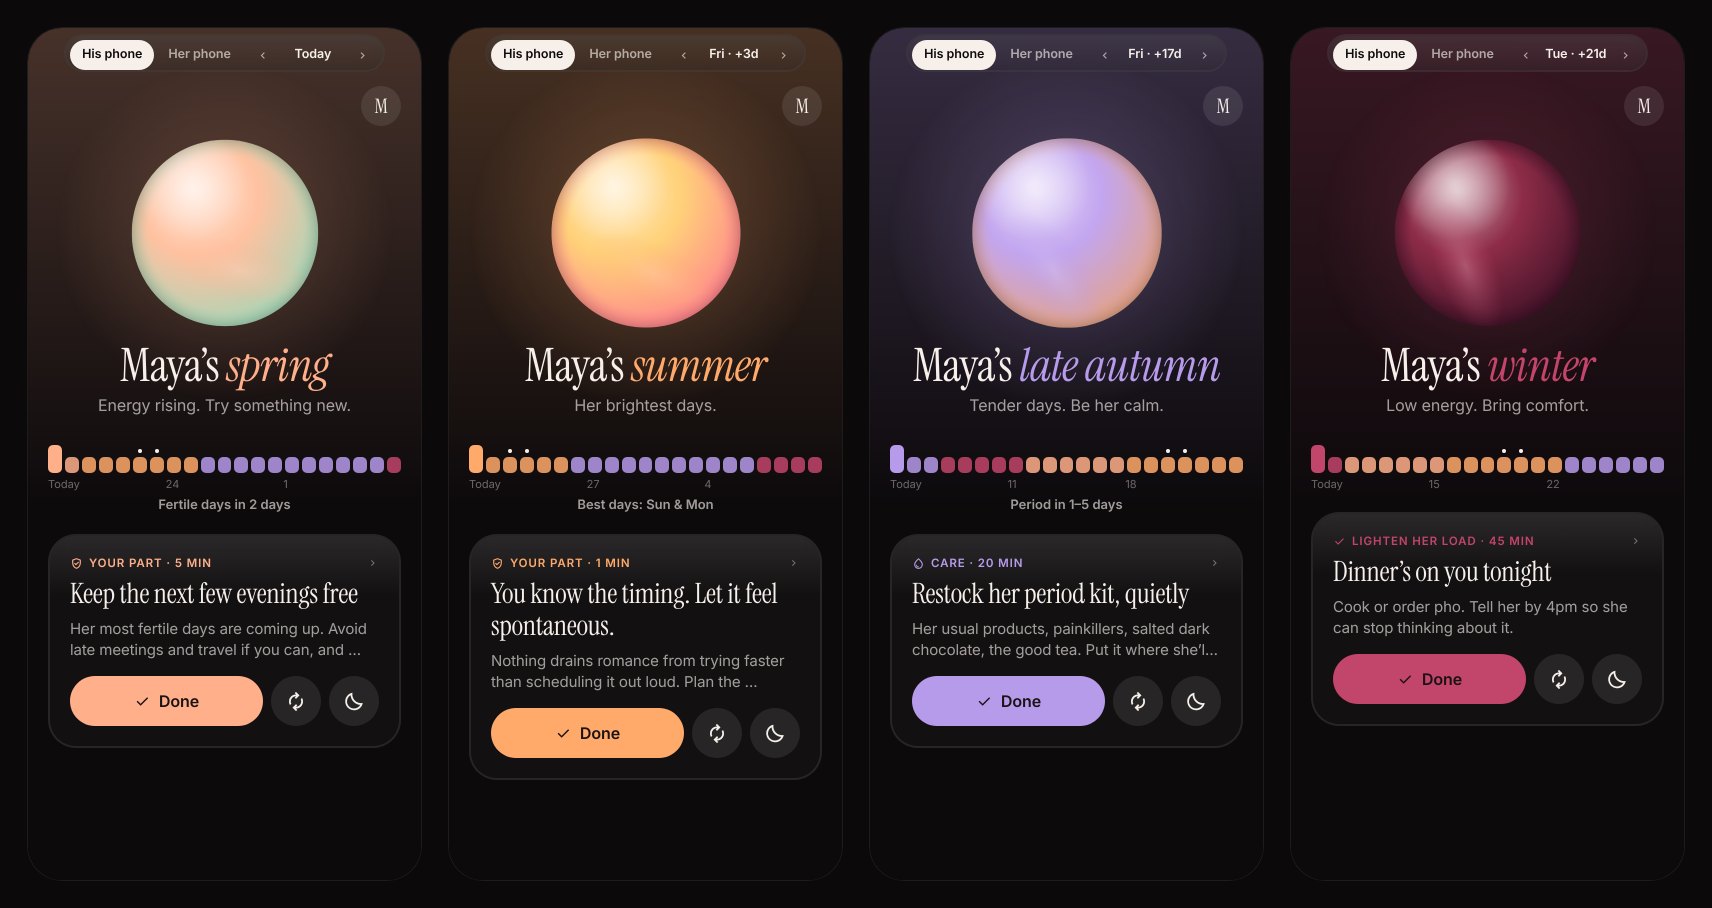 His phone Her phone ‹ Today ›
M
Maya's spring
Energy rising. Try something new.
Today 24 1
Fertile days in 2 days
YOUR PART · 5 MIN ›
Keep the next few evenings free
Her most fertile days are coming up. Avoid
late meetings and travel if you can, and ...
Done
His phone Her phone ‹ Fri · +3d ›
M
Maya's summer
Her brightest days.
Today 27 4
Best days: Sun & Mon
YOUR PART · 1 MIN ›
You know the timing. Let it feel
spontaneous.
Nothing drains romance from trying faster
than scheduling it out loud. Plan the ...
Done
His phone Her phone ‹ Fri · +17d ›
M
Maya's late autumn
Tender days. Be her calm.
Today 11 18
Period in 1–5 days
CARE · 20 MIN ›
Restock her period kit, quietly
Her usual products, painkillers, salted dark
chocolate, the good tea. Put it where she'l...
Done
His phone Her phone ‹ Tue · +21d ›
M
Maya's winter
Low energy. Bring comfort.
Today 15 22
LIGHTEN HER LOAD · 45 MIN ›
Dinner's on you tonight
Cook or order pho. Tell her by 4pm so she
can stop thinking about it.
Done